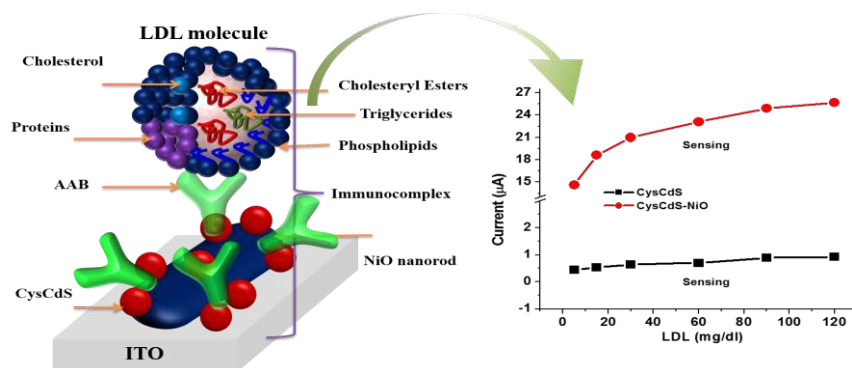 LDL molecule
Cholesterol
Proteins
AAB
CysCdS
ITO
Cholesteryl Esters
Triglycerides
Phospholipids
Immunocomplex
NiO nanorod
27
24
21
18
15
2
1
0
-1
Current (µA)
Sensing
CysCdS
CysCdS-NiO
Sensing
0 20 40 60 80 100 120
LDL (mg/dl)